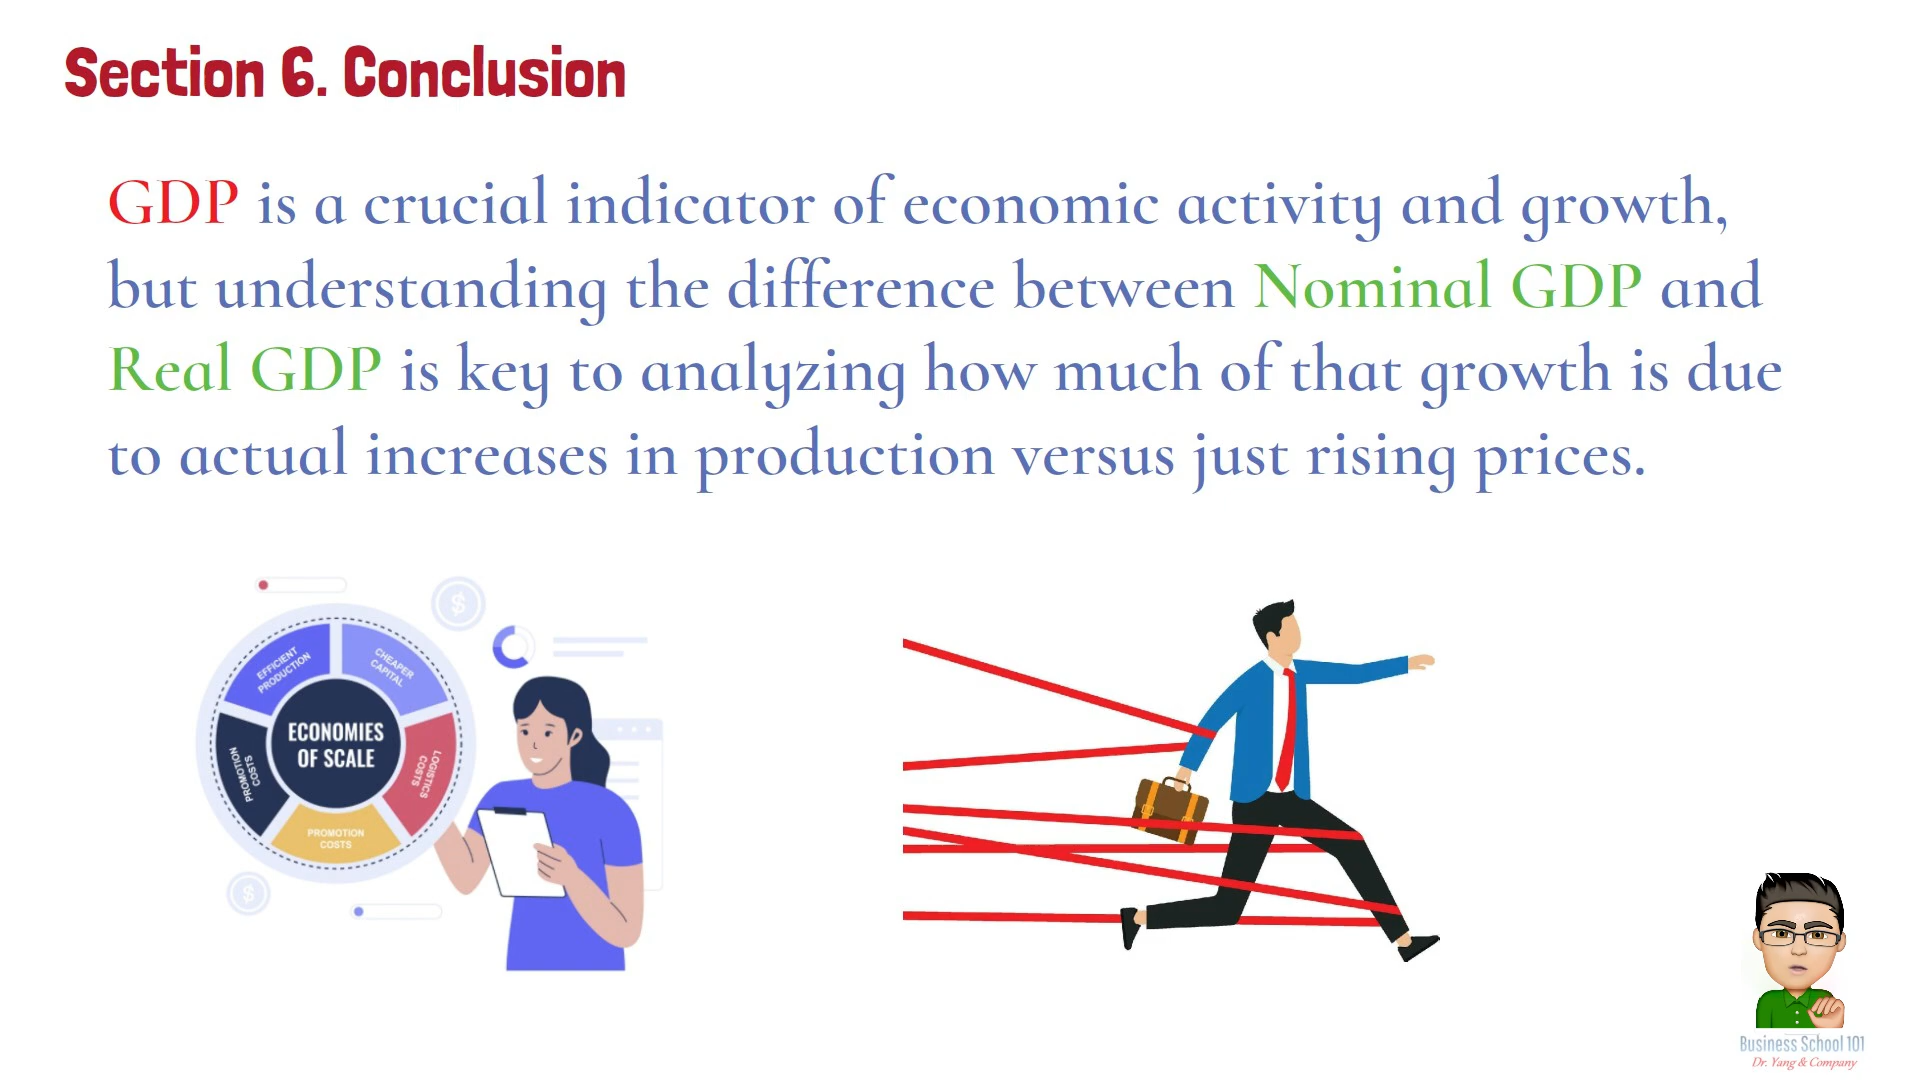 Section 6. Conclusion
GDP is a crucial indicator of economic activity and growth,
but understanding the difference between Nominal GDP and
Real GDP is key to analyzing how much of that growth is due
to actual increases in production versus just rising prices.
$
EFFICIENT
PRODUCTION
CHEAPER
CAPITAL
ECONOMIES
OF SCALE
PROMOTION
COSTS
LOGISTICS
COSTS
PROMOTION
COSTS
$
Business School 101
Dr. Yang & Company